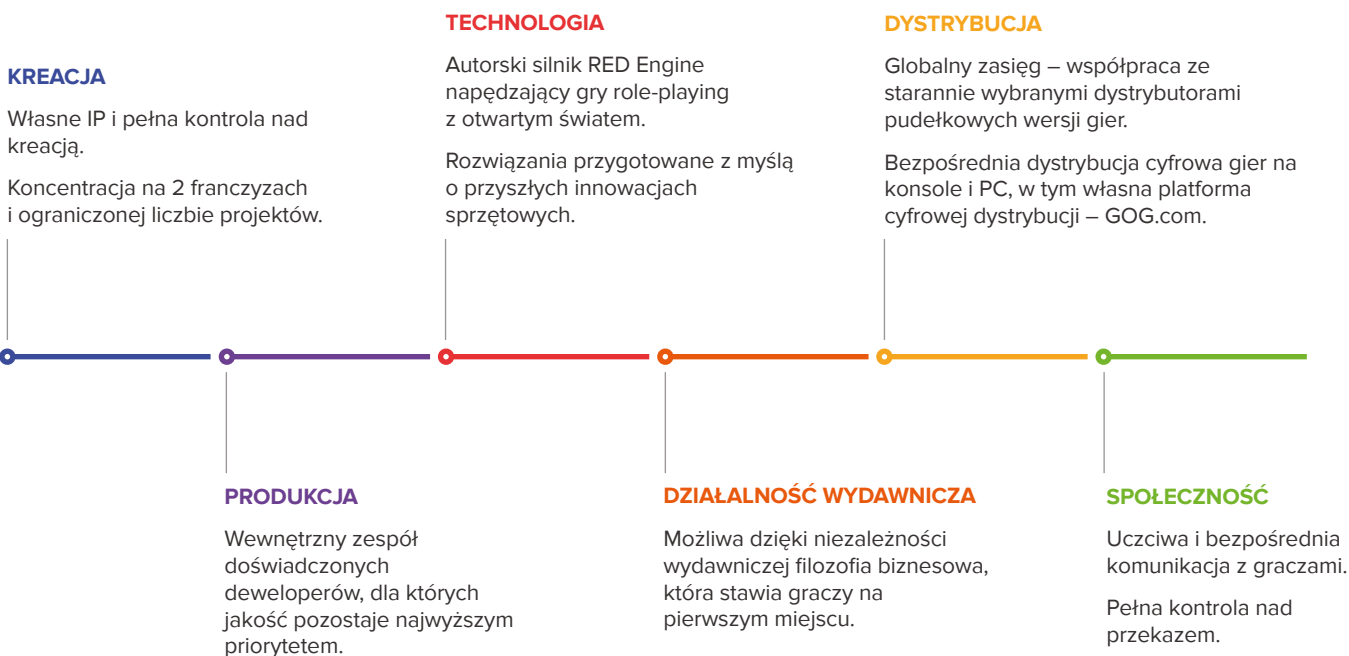 KREACJA
Własne IP i pełna kontrola nad
kreacją.
Koncentracja na 2 franczyzach
i ograniczonej liczbie projektów.
PRODUKCJA
Wewnętrzny zespół
doświadczonych
deweloperów, dla których
jakość pozostaje najwyższym
priorytetem.
TECHNOLOGIA
Autorski silnik RED Engine
napędzający gry role-playing
z otwartym światem.
Rozwiązania przygotowane z myślą
o przyszłych innowacjach
sprzętowych.
DZIAŁALNOŚĆ WYDAWNICZA
Możliwa dzięki niezależności
wydawniczej filozofia biznesowa,
która stawia graczy na
pierwszym miejscu.
DYSTRYBUCJA
Globalny zasięg – współpraca ze
starannie wybranymi dystrybutorami
pudełkowych wersji gier.
Bezpośrednia dystrybucja cyfrowa gier na
konsole i PC, w tym własna platforma
cyfrowej dystrybucji – GOG.com.
SPOŁECZNOŚĆ
Uczciwa i bezpośrednia
komunikacja z graczami.
Pełna kontrola nad
przekazem.